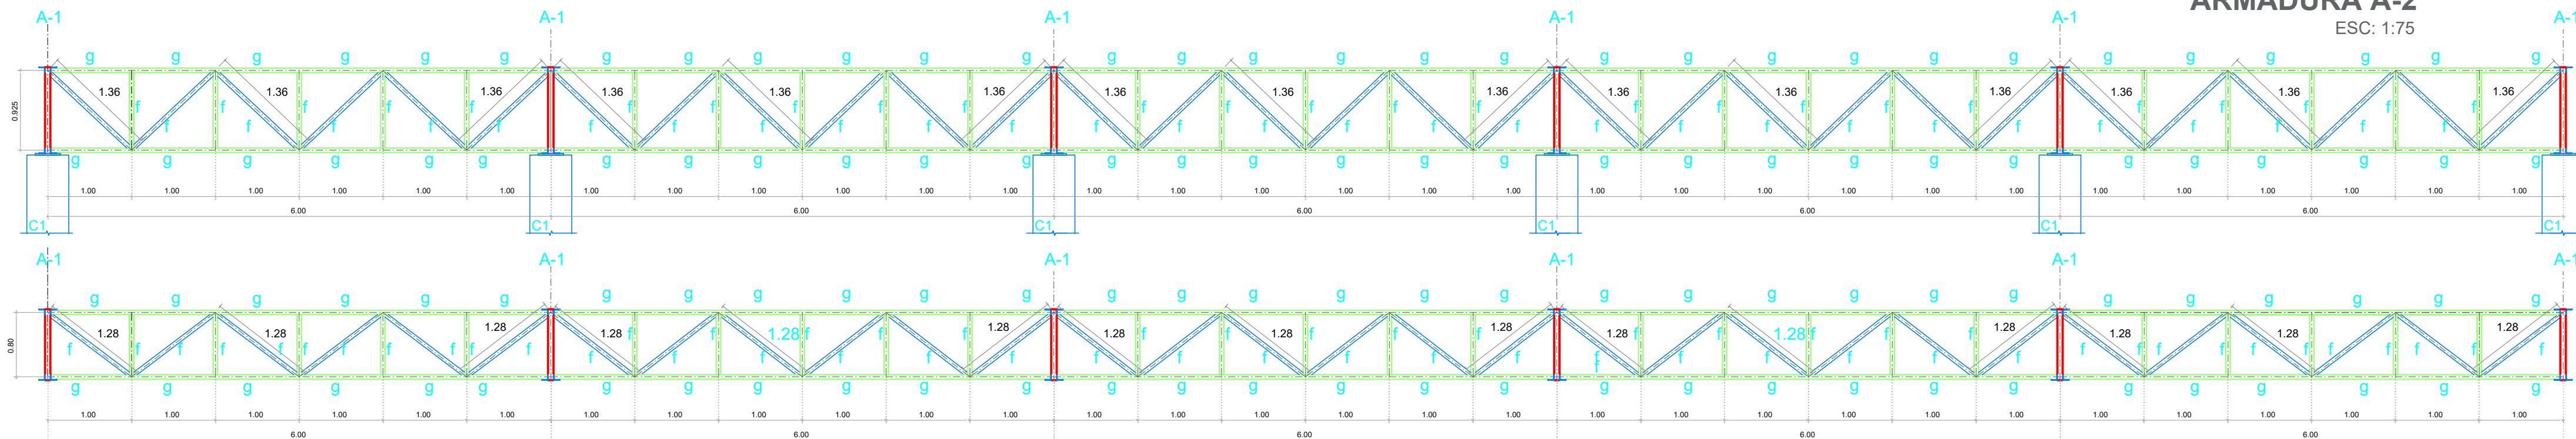 ARMADURA A-2
ESC: 1:75
A-1 A-1 A-1 A-1 A-1 A-1
g g g g g g g g g g g g g g g g g g g g g g g g g g g g g g
1.36 1.36 1.36 1.36 1.36 1.36 1.36 1.36 1.36 1.36 1.36 1.36 1.36 1.36 1.36
0.925
f f f f f f f f f f f f f f f f f f f f f f f f f
f f f f f f f f f f f f f f f f f f f f f f f f f f f f f
g g g g g g g g g g g g g g g g g g g g g g g g g g g g g g
1.00 1.00 1.00 1.00 1.00 1.00 1.00 1.00 1.00 1.00 1.00 1.00 1.00 1.00 1.00 1.00 1.00 1.00 1.00 1.00 1.00 1.00 1.00 1.00 1.00 1.00 1.00 1.00 1.00 1.00
6.00 6.00 6.00 6.00 6.00
C1 C1 C1 C1 C1 C1
A-1 A-1 A-1 A-1 A-1 A-1
g g g g g g g g g g g g g g g g g g g g g g g g g g g g g g
1.28 1.28 1.28 1.28 f f 1.28 f f f 1.28 1.28 f f 1.28 f f f 1.28 1.28 f f 1.28 f f f 1.28 1.28 1.28 1.28
0.80
f f f f f f f f f f f f f f f f f f f f f f f f f f f f f f f f f f f f f f f f
g g g g g g g g g g g g g g g g g g g g g g g g g g g g g g
1.00 1.00 1.00 1.00 1.00 1.00 1.00 1.00 1.00 1.00 1.00 1.00 1.00 1.00 1.00 1.00 1.00 1.00 1.00 1.00 1.00 1.00 1.00 1.00 1.00 1.00 1.00 1.00 1.00 1.00
6.00 6.00 6.00 6.00 6.00